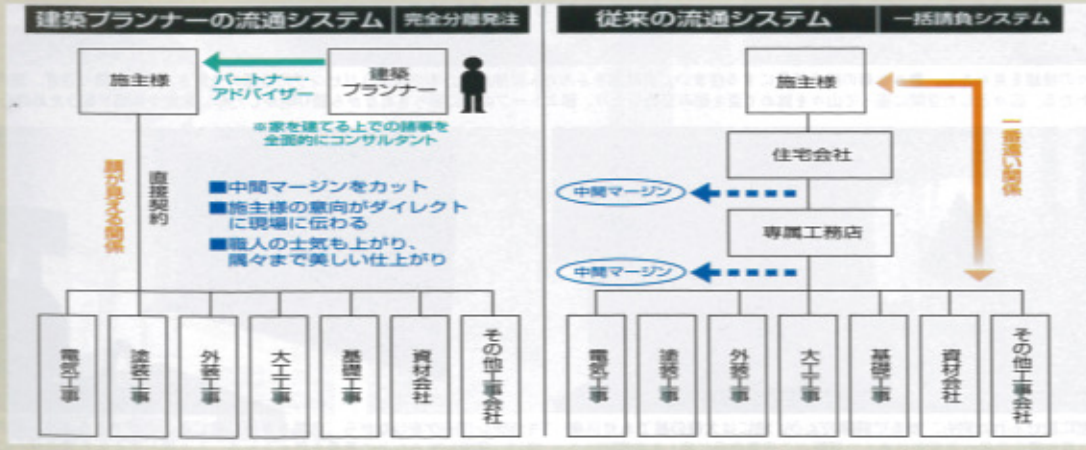 建築プランナーの流通システム 完全分離発注
施主様
パートナー・
アドバイザー
建築
プランナー
※家を建てる上での諸事を
全面的にコンサルタント
顔が見える関係
直接契約
■中間マージンをカット
■施主様の意向がダイレクト
に現場に伝わる
■職人の士気も上がり、
隅々まで美しい仕上がり
電気工事
塗装工事
外装工事
大工工事
基礎工事
資材会社
その他工事会社
従来の流通システム 一括請負システム
施主様
住宅会社
中間マージン
専属工務店
中間マージン
一番遠い関係
電気工事
塗装工事
外装工事
大工工事
基礎工事
資材会社
その他工事会社